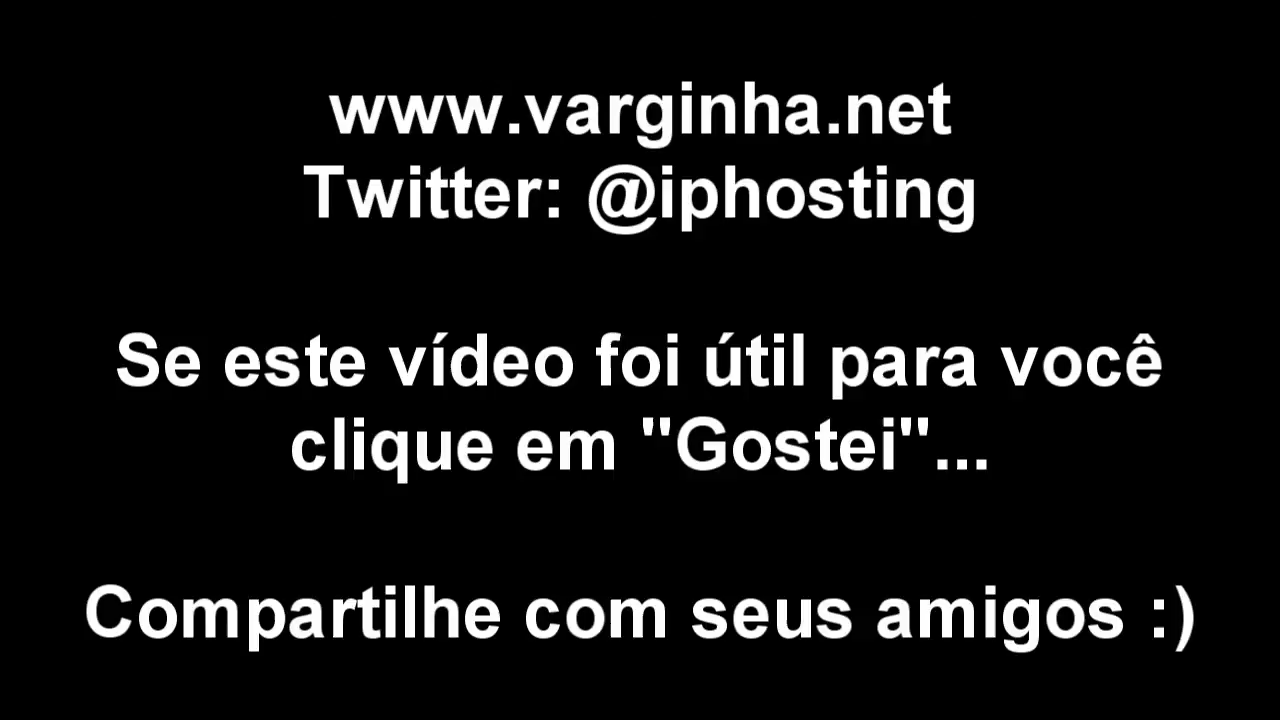 www.varginha.net
Twitter: @iphosting
Se este vídeo foi útil para você
clique em "Gostei"...
Compartilhe com seus amigos :)